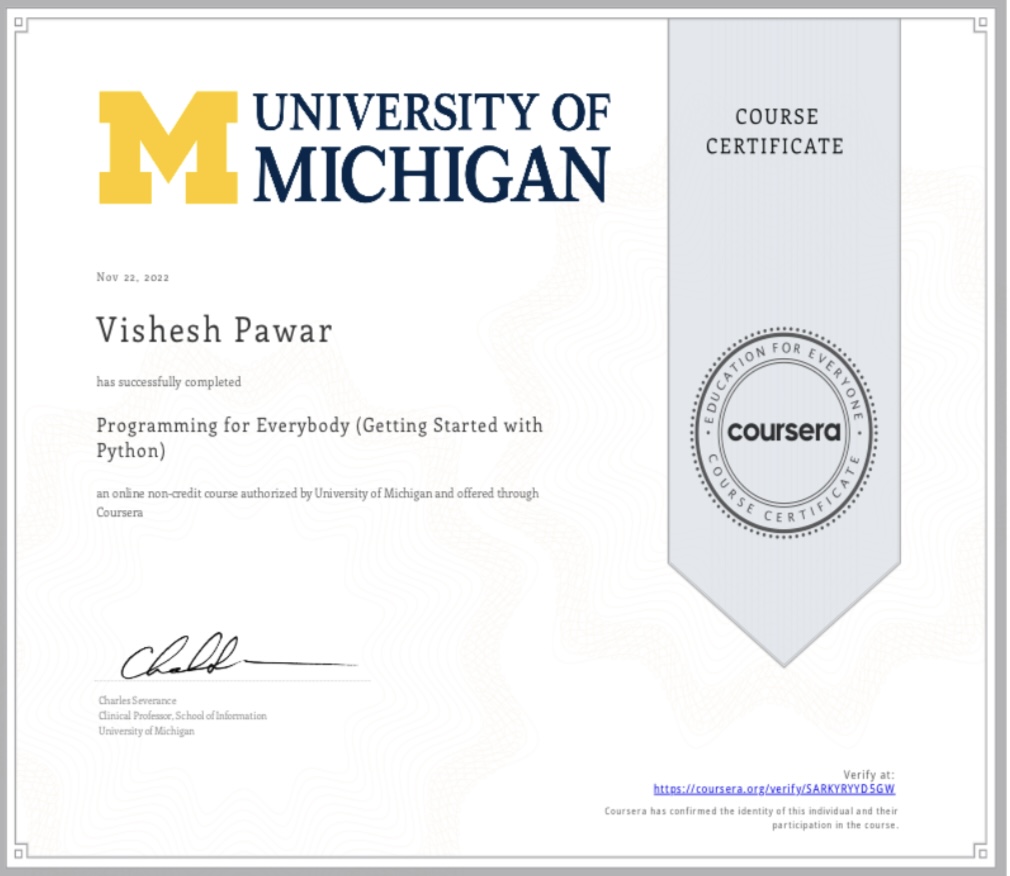 UNIVERSITY OF
MICHIGAN
COURSE
CERTIFICATE
Nov 22, 2022
Vishesh Pawar
has successfully completed
Programming for Everybody (Getting Started with
Python)
an online non-credit course authorized by University of Michigan and offered through
Coursera
EDUCATION FOR EVERYONE
coursera
COURSE CERTIFICATE
Charles Severance
Clinical Professor, School of Information
University of Michigan
Verify at:
https://coursera.org/verify/SARKYRYYD5GW
Coursera has confirmed the identity of this individual and their
participation in the course.